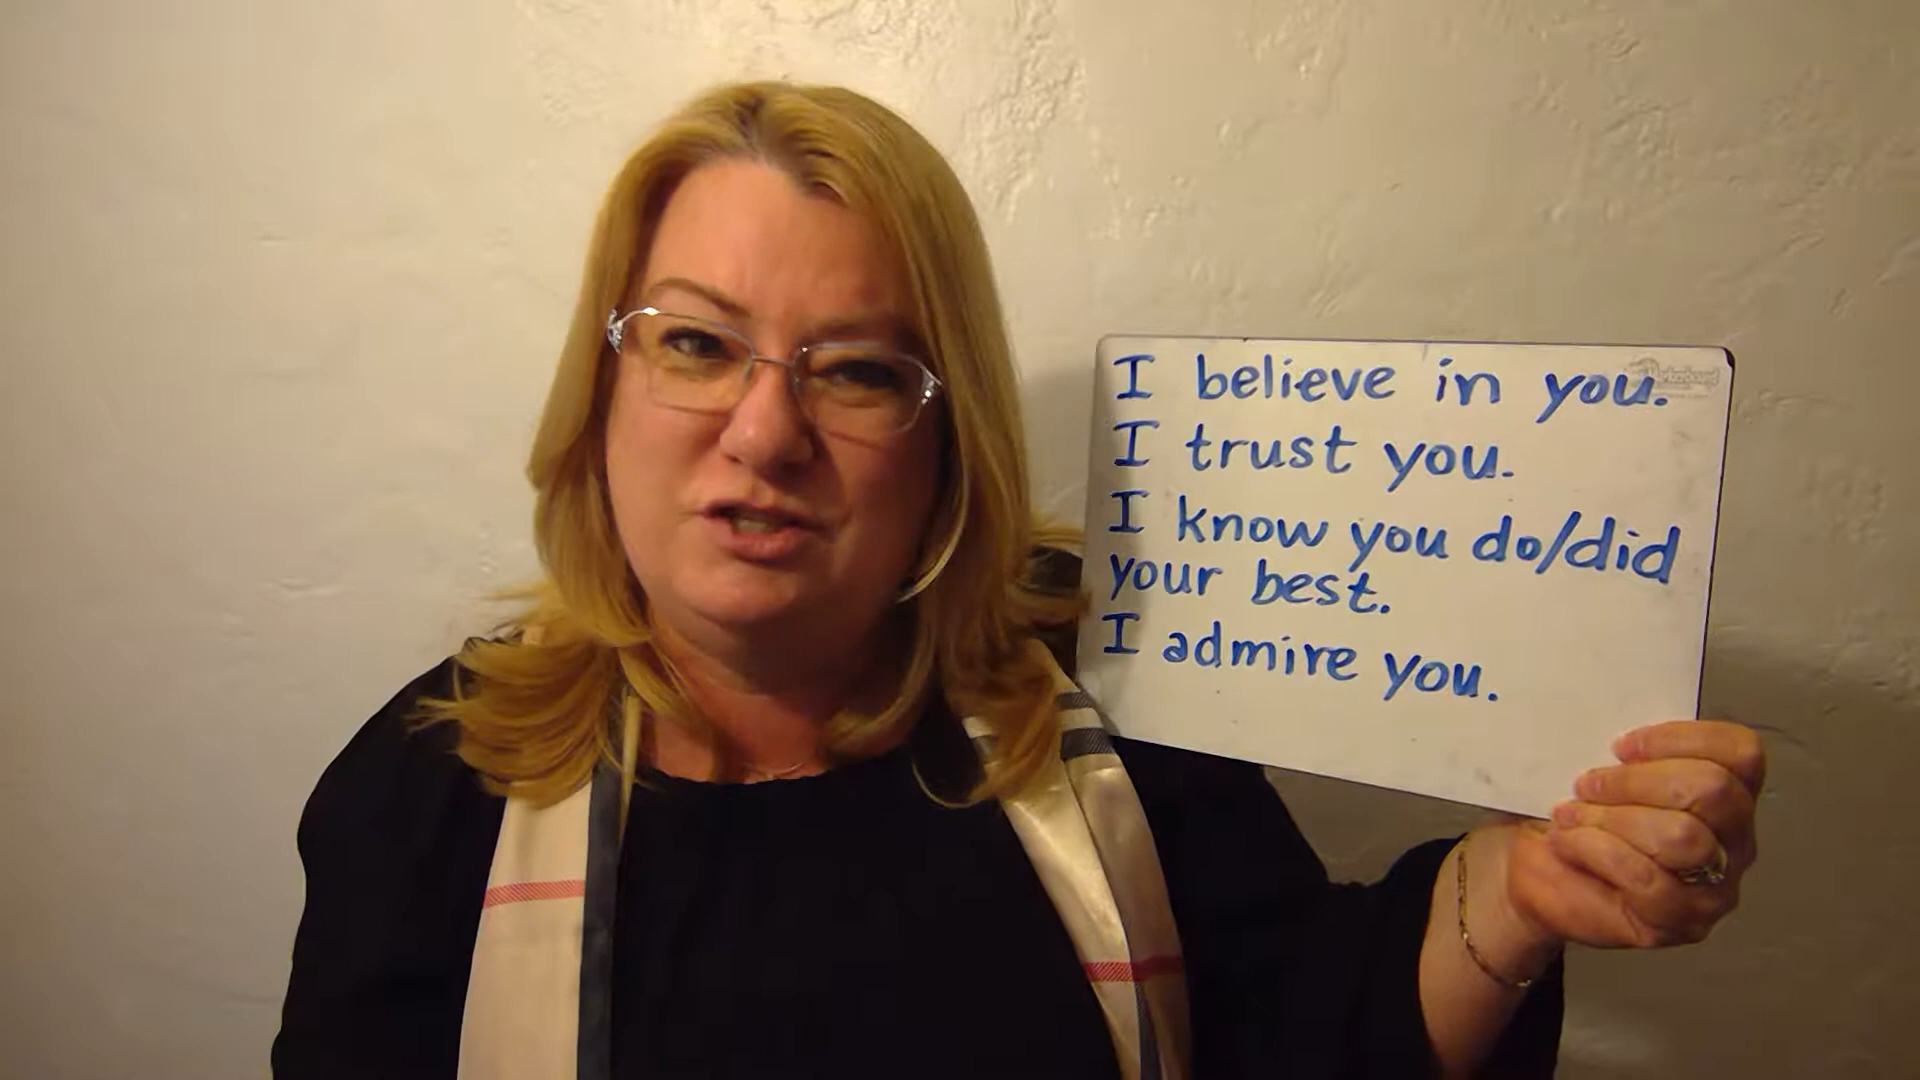 I believe in you.
I trust you.
I know you do/did
your best.
I admire you.